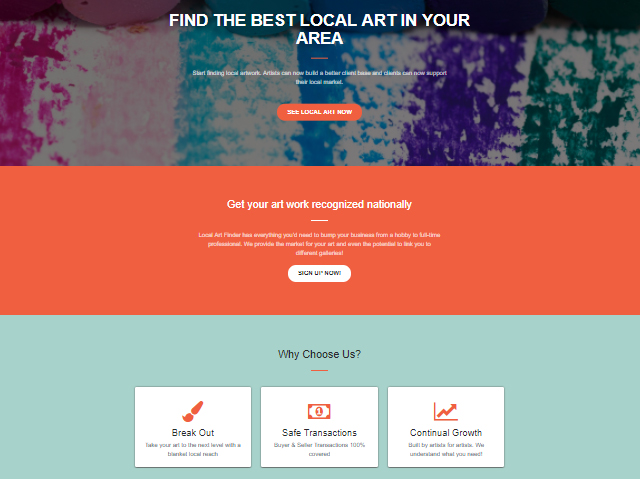 FIND THE BEST LOCAL ART IN YOUR
AREA
Start finding local artwork. Artists can now build a better client base and clients can now support
their local market.
SEE LOCAL ART NOW
Get your art work recognized nationally
Local Art Finder has everything you'd need to bump your business from a hobby to full-time
professional. We provide the market for your art and even the potential to link you to
different galleries!
SIGN UP NOW!
Why Choose Us?
Break Out
Take your art to the next level with a
blanket local reach
Safe Transactions
Buyer & Seller Transactions 100%
covered
Continual Growth
Built by artists for artists. We
understand what you need!